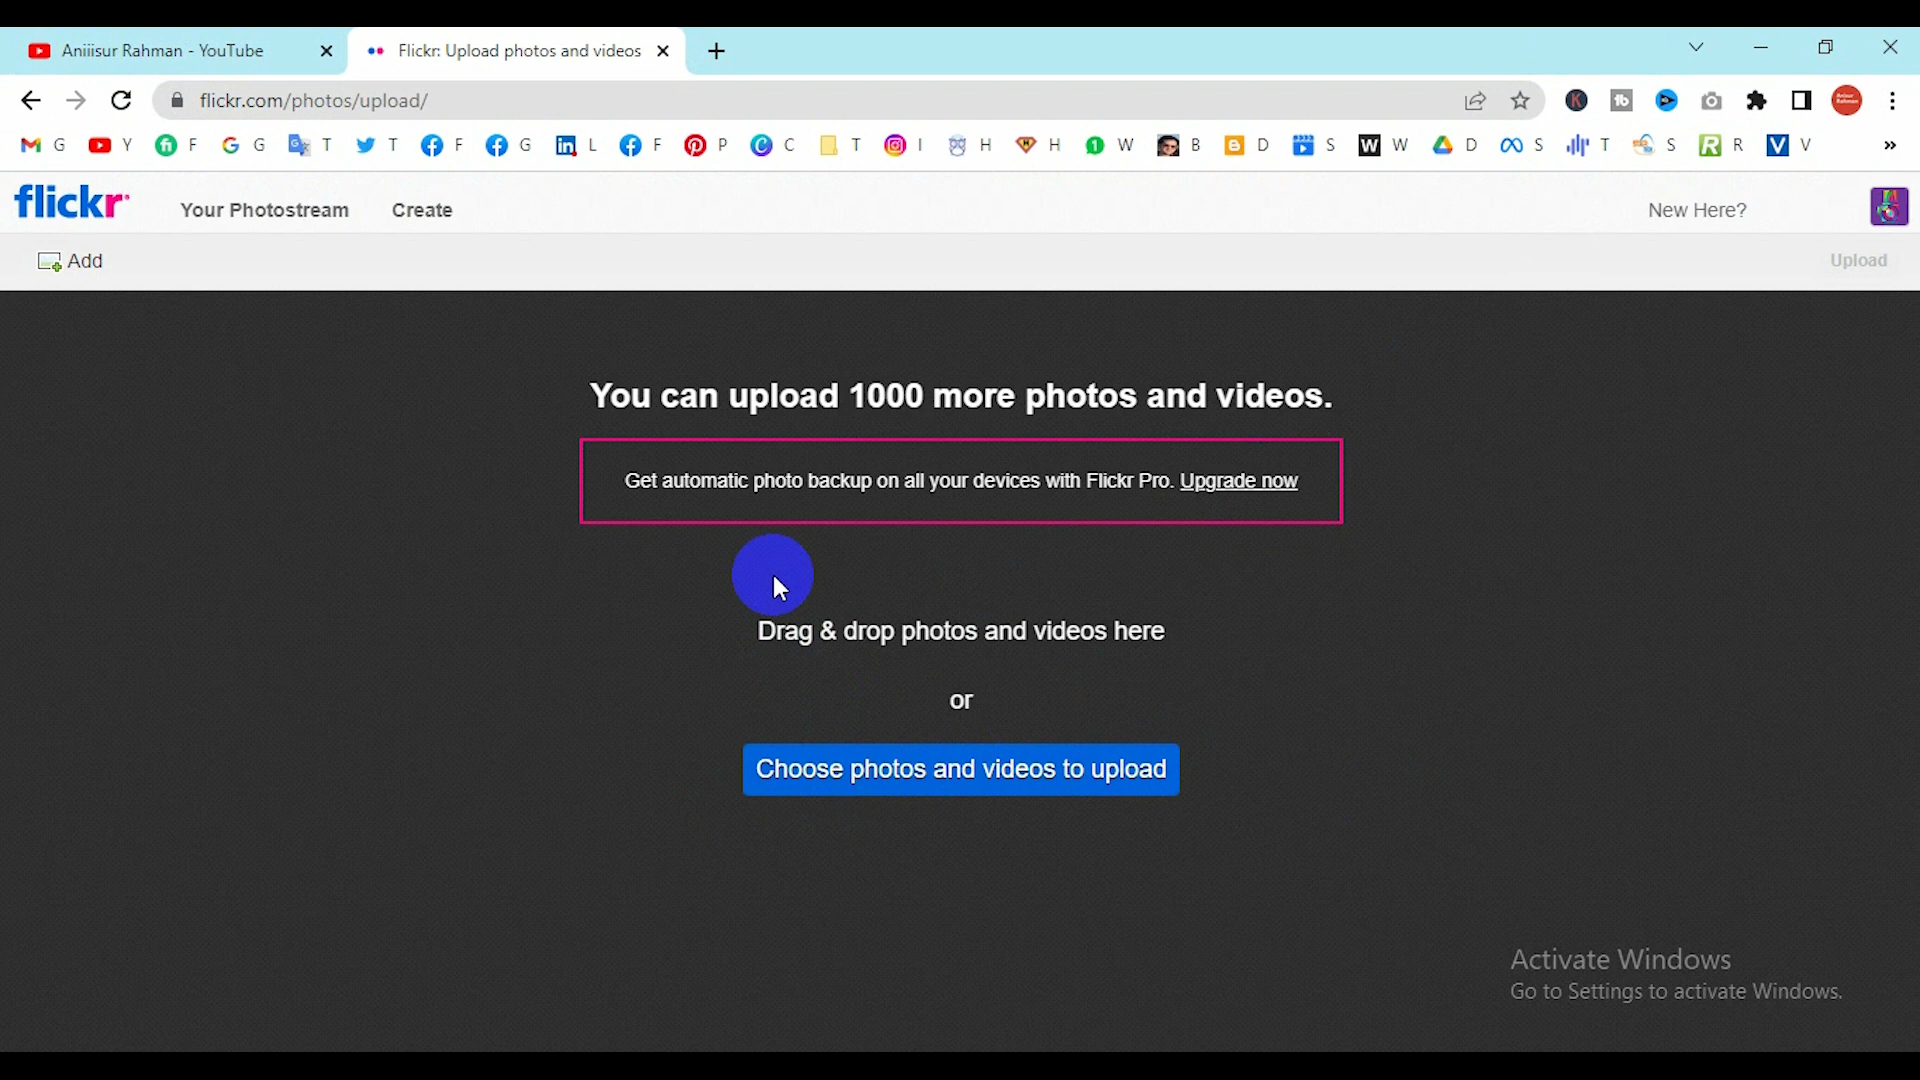 Aniiisur Rahman - YouTube
Flickr: Upload photos and videos
flickr.com/photos/upload/
G Y F G T T F G L F P C T I H H W B D S W D S T S R V
flickr
Your Photostream Create New Here?
Add Upload
You can upload 1000 more photos and videos.
Get automatic photo backup on all your devices with Flickr Pro. Upgrade now
Drag & drop photos and videos here
or
Choose photos and videos to upload
Activate Windows
Go to Settings to activate Windows.